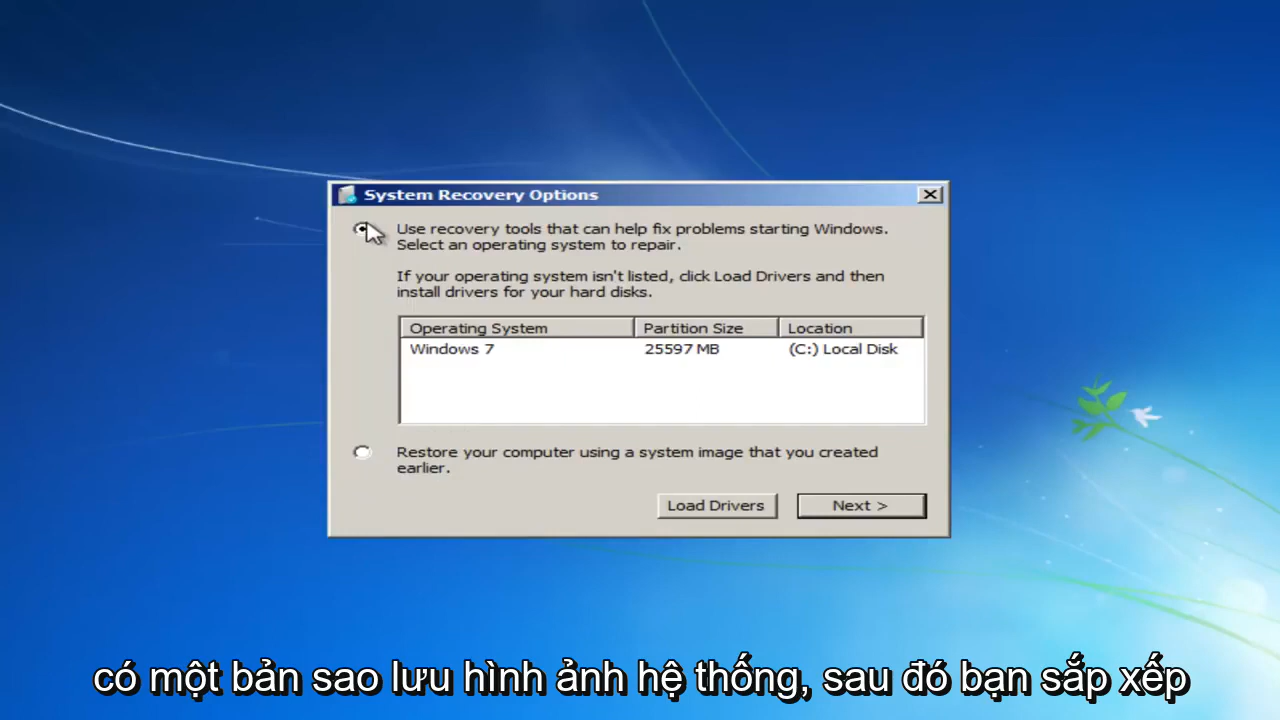 System Recovery Options
Use recovery tools that can help fix problems starting Windows.
Select an operating system to repair.
If your operating system isn't listed, click Load Drivers and then
install drivers for your hard disks.
Operating System Partition Size Location
Windows 7 25597 MB (C:) Local Disk
Restore your computer using a system image that you created
earlier.
Load Drivers Next >
có một bản sao lưu hình ảnh hệ thống, sau đó bạn sắp xếp